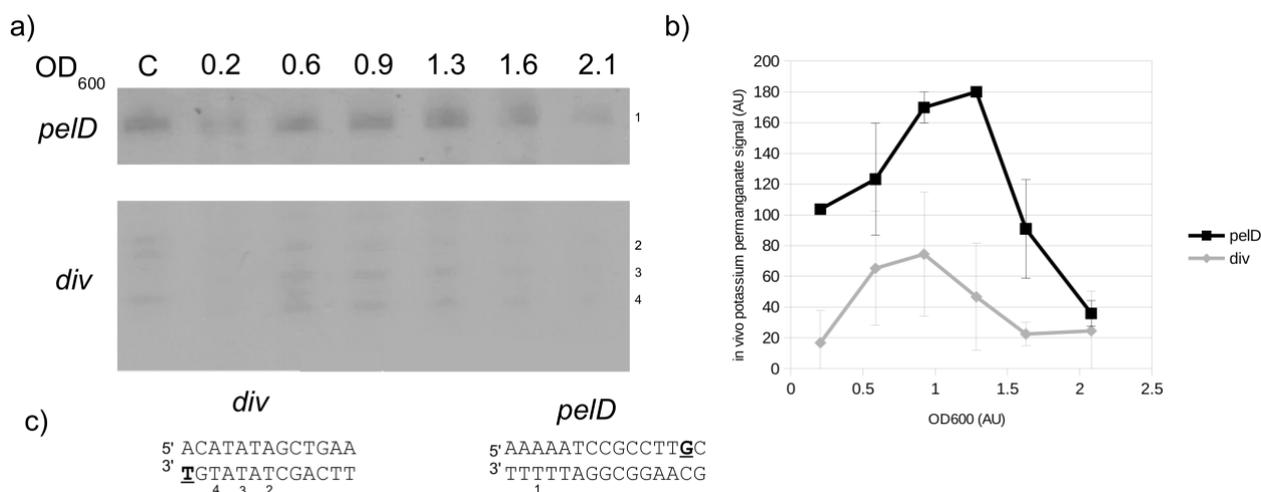 a)
OD600 C 0.2 0.6 0.9 1.3 1.6 2.1
pelD
1
div
2
3
4
b)
in vivo potassium permanganate signal (AU)
200
180
160
140
120
100
80
60
40
20
0
0 0.5 1 1.5 2 2.5
OD600 (AU)
pelD
div
c)
div
5' ACATATAGCTGAA
3' TGTATATCGACTT
4 3 2
pelD
5' AAAAATCCGCCTTGC
3' TTTTTAGGCGGAACG
1